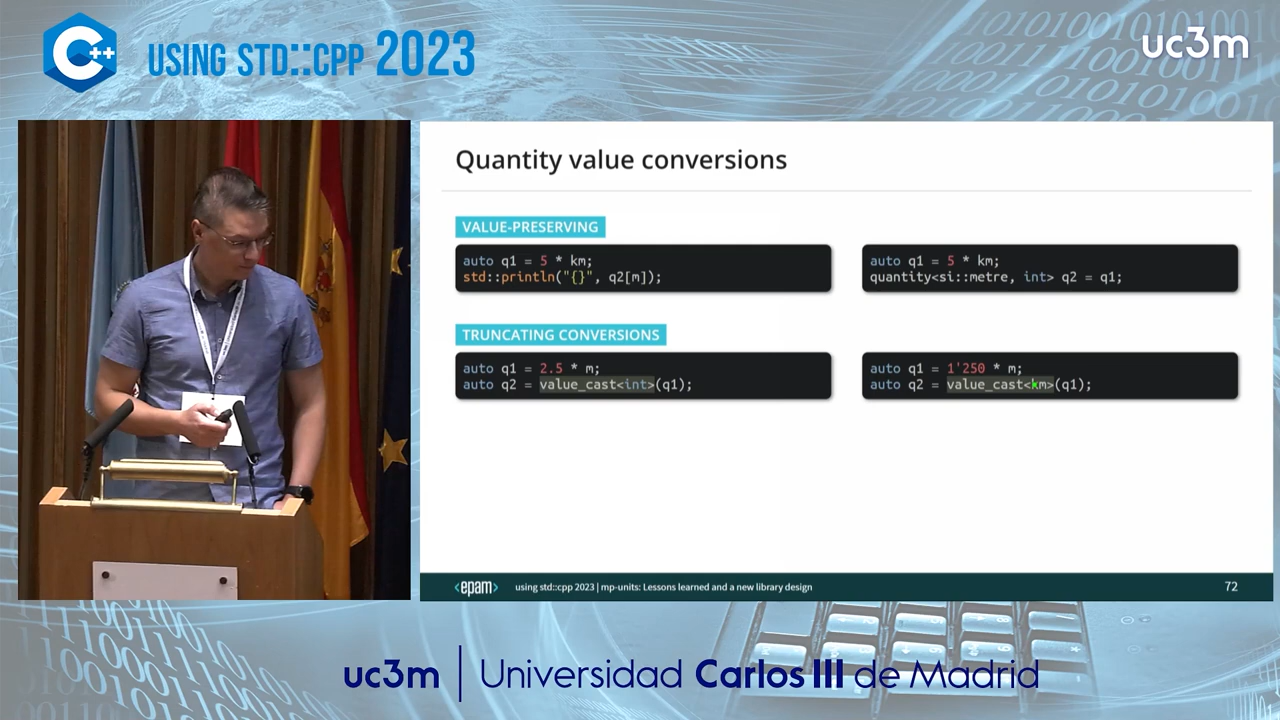 C++
USING STD::CPP 2023
uc3m
Quantity value conversions
VALUE-PRESERVING
auto q1 = 5 * km;
std::println("{}", q2[m]);
auto q1 = 5 * km;
quantity<si::metre, int> q2 = q1;
TRUNCATING CONVERSIONS
auto q1 = 2.5 * m;
auto q2 = value_cast<int>(q1);
auto q1 = 1'250 * m;
auto q2 = value_cast<km>(q1);
<epam>
using std::cpp 2023 | mp-units: Lessons learned and a new library design
72
uc3m | Universidad Carlos III de Madrid